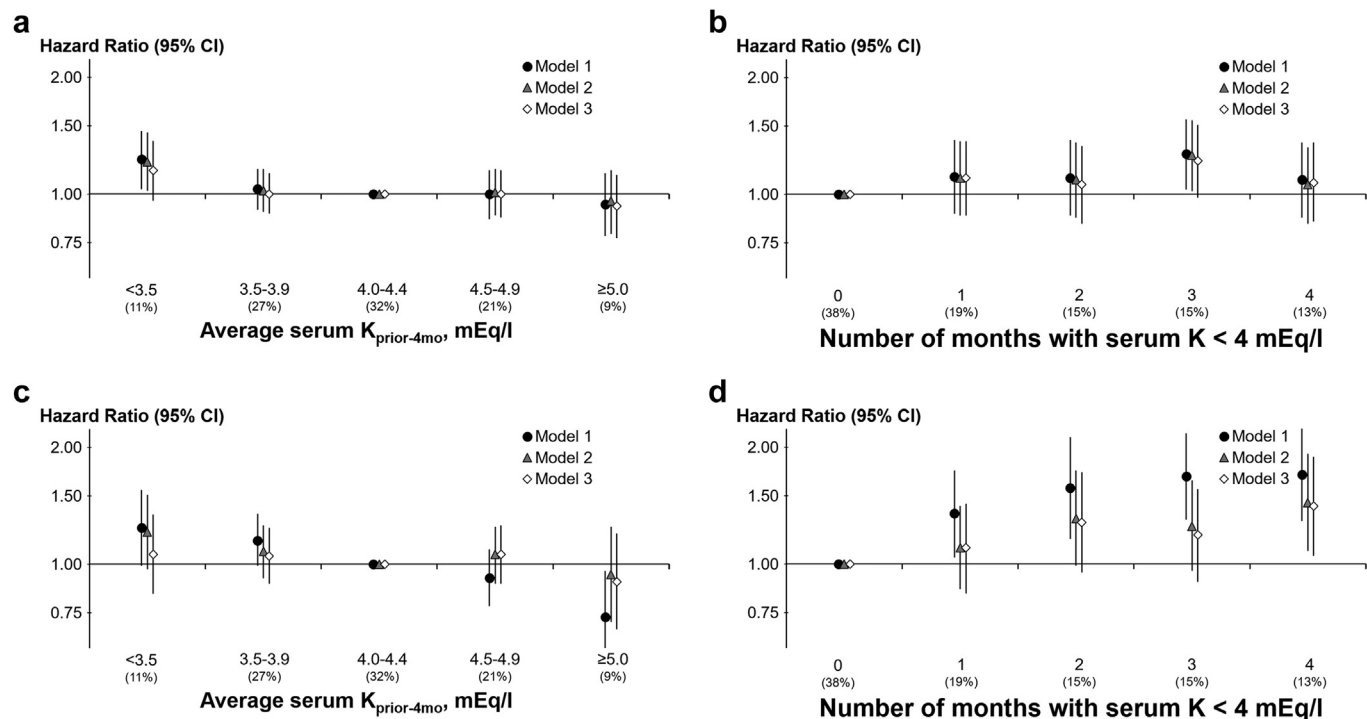 a
Hazard Ratio (95% CI)
2.00
1.50
1.00
0.75
Model 1
Model 2
Model 3
<3.5 3.5-3.9 4.0-4.4 4.5-4.9 ≥5.0
(11%) (27%) (32%) (21%) (9%)
Average serum Kprior-4mo, mEq/l
b
Hazard Ratio (95% CI)
2.00
1.50
1.00
0.75
Model 1
Model 2
Model 3
0 1 2 3 4
(38%) (19%) (15%) (15%) (13%)
Number of months with serum K < 4 mEq/l
c
Hazard Ratio (95% CI)
2.00
1.50
1.00
0.75
Model 1
Model 2
Model 3
<3.5 3.5-3.9 4.0-4.4 4.5-4.9 ≥5.0
(11%) (27%) (32%) (21%) (9%)
Average serum Kprior-4mo, mEq/l
d
Hazard Ratio (95% CI)
2.00
1.50
1.00
0.75
Model 1
Model 2
Model 3
0 1 2 3 4
(38%) (19%) (15%) (15%) (13%)
Number of months with serum K < 4 mEq/l